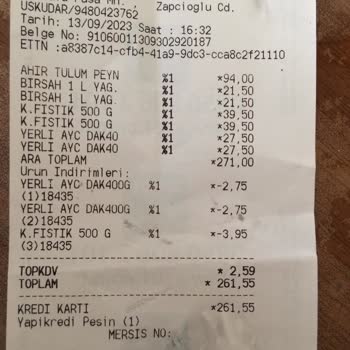 Paşa Mh. , Zapcioglu Cd.
USKUDAR/9480423762
Tarih: 13/09/2023 Saat : 16:32
Belge No: 91060011309302920187
ETTN :a8387c14-cfb4-41a9-9dc3-cca8c2f21110
AHIR TULUM PEYN %1 *94,00
BIRSAH 1 L YAG. %1 *21,50
BIRSAH 1 L YAG. %1 *21,50
K.FISTIK 500 G %1 *39,50
K.FISTIK 500 G %1 *39,50
YERLI AYC DAK40 %1 *27,50
YERLI AYC DAK40 %1 *27,50
ARA TOPLAM *271,00
Urun Indirimleri:
YERLI AYC DAK400G %1 *-2,75
(1)18435
YERLI AYC DAK400G %1 *-2,75
(2)18435
K.FISTIK 500 G %1 *-3,95
(3)18435
TOPKDV * 2,59
TOPLAM * 261,55
KREDI KARTI *261,55
Yapikredi Pesin (1)
MERSIS NO: